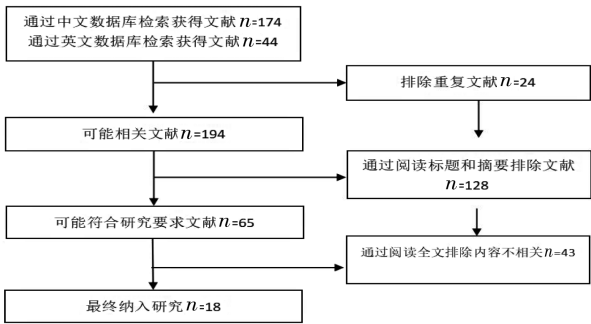 通过中文数据库检索获得文献n=174
通过英文数据库检索获得文献n=44
排除重复文献n=24
可能相关文献n=194
通过阅读标题和摘要排除文献
n=128
可能符合研究要求文献n=65
通过阅读全文排除内容不相关n=43
最终纳入研究n=18